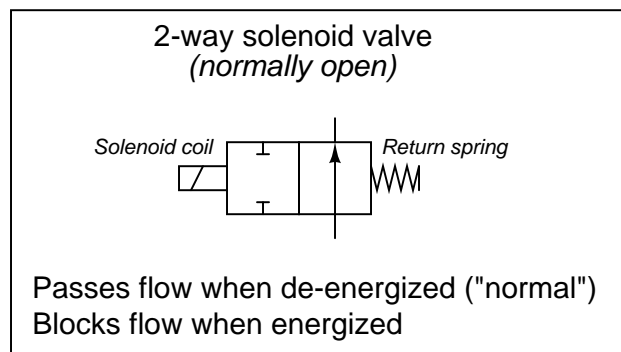 2-way solenoid valve
(normally open)
Solenoid coil
Return spring
Passes flow when de-energized ("normal")
Blocks flow when energized